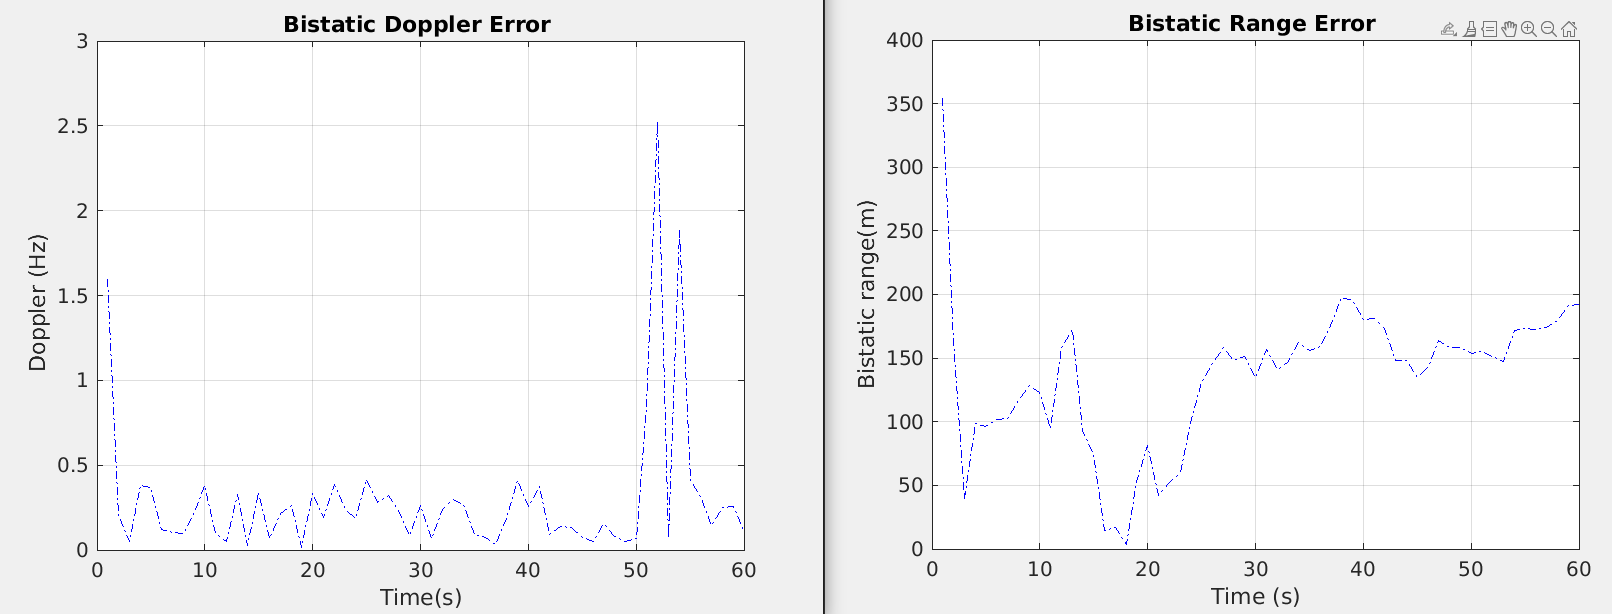 Bistatic Doppler Error
3
2.5
2
1.5
1
0.5
0
Doppler (Hz)
0 10 20 30 40 50 60
Time(s)
Bistatic Range Error
400
350
300
250
200
150
100
50
0
Bistatic range(m)
0 10 20 30 40 50 60
Time (s)